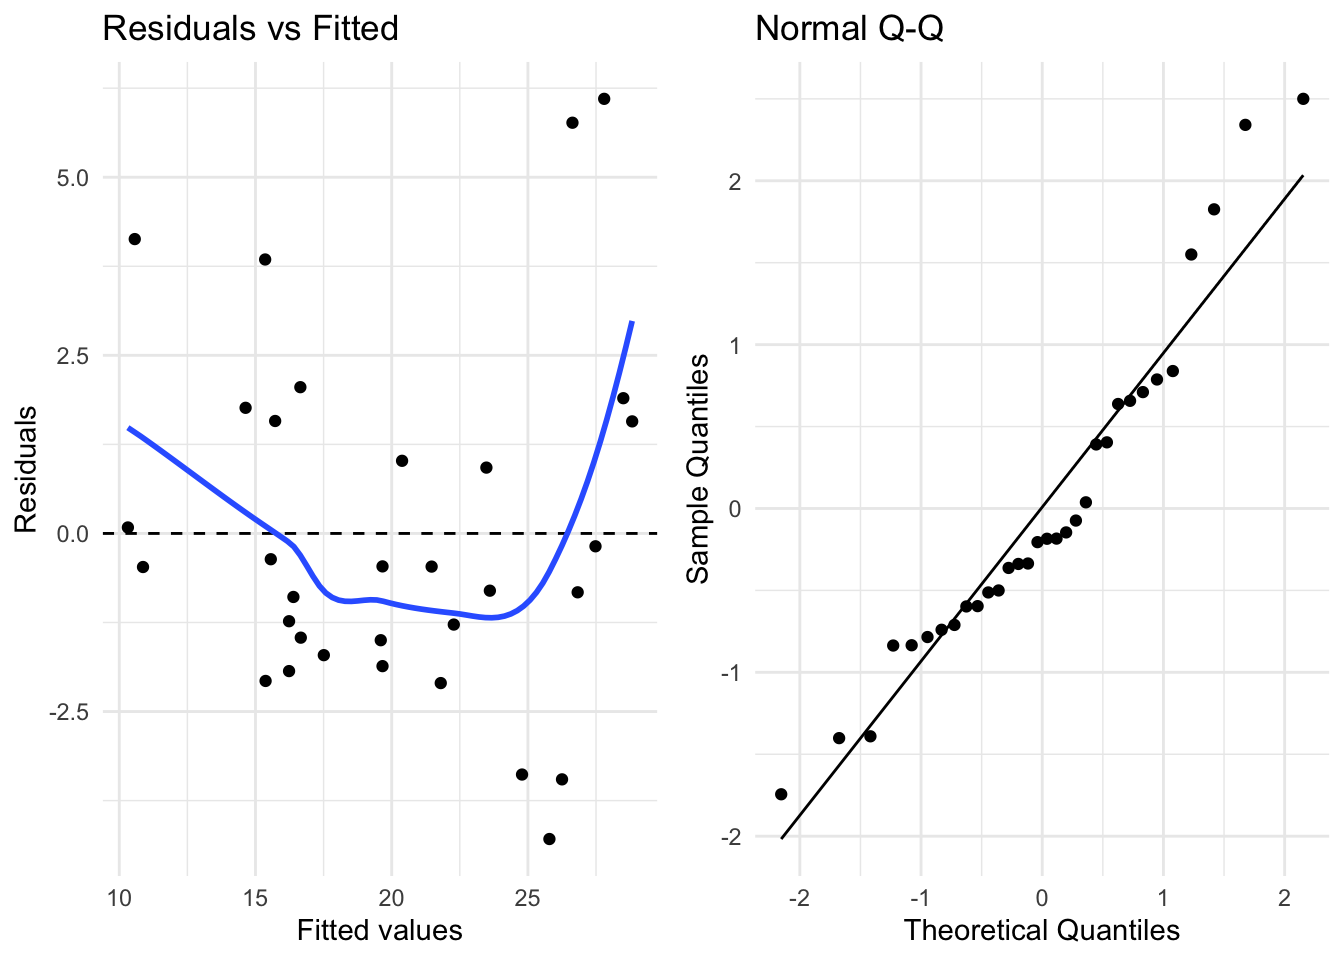 Residuals vs Fitted
5.0
2.5
0.0
-2.5
Residuals
10 15 20 25
Fitted values
Normal Q-Q
2
1
0
-1
-2
Sample Quantiles
-2 -1 0 1 2
Theoretical Quantiles